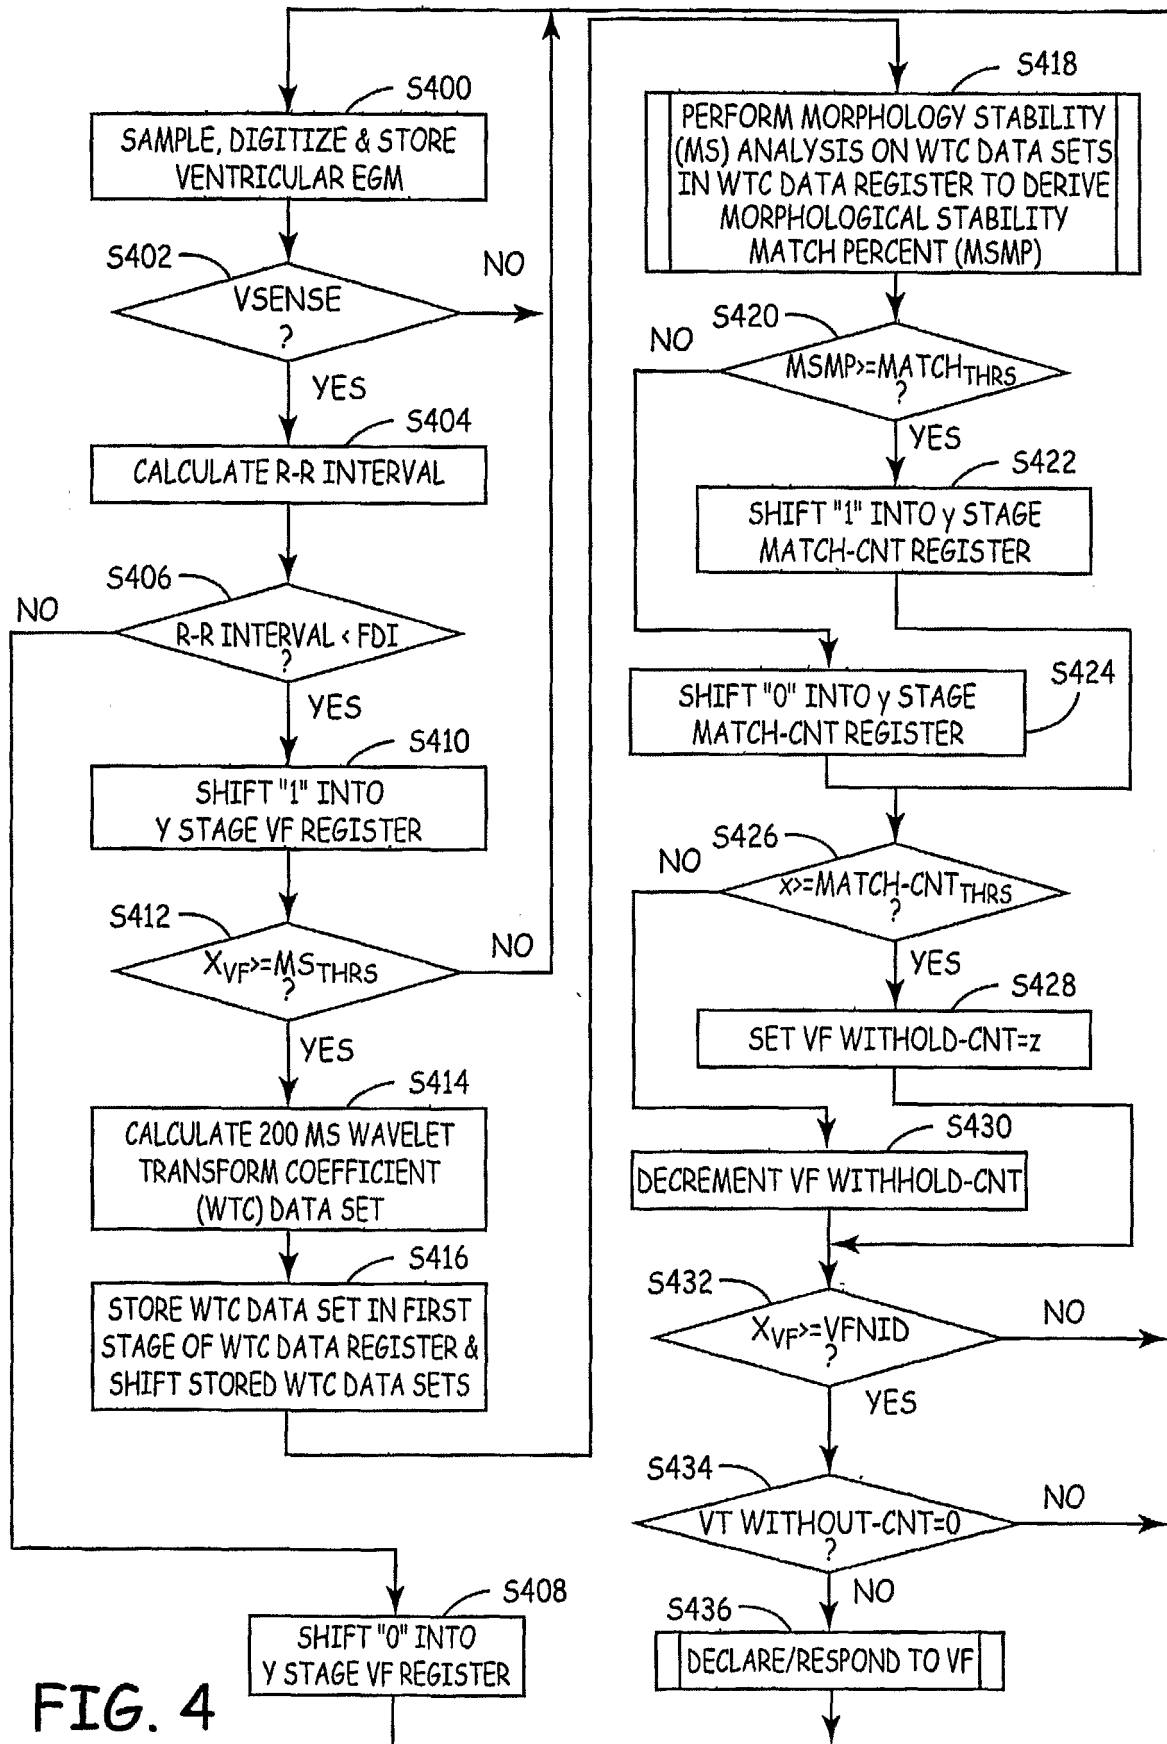 S400
SAMPLE, DIGITIZE & STORE
VENTRICULAR EGM
S402
VSENSE
?
NO
YES
S404
CALCULATE R-R INTERVAL
S406
NO
R-R INTERVAL < FDI
?
YES
S410
SHIFT "1" INTO
Y STAGE VF REGISTER
S412
XVF>=MSTHRS
?
NO
YES
S414
CALCULATE 200 MS WAVELET
TRANSFORM COEFFICIENT
(WTC) DATA SET
S416
STORE WTC DATA SET IN FIRST
STAGE OF WTC DATA REGISTER &
SHIFT STORED WTC DATA SETS
S408
SHIFT "0" INTO
Y STAGE VF REGISTER
S418
PERFORM MORPHOLOGY STABILITY
(MS) ANALYSIS ON WTC DATA SETS
IN WTC DATA REGISTER TO DERIVE
MORPHOLOGICAL STABILITY
MATCH PERCENT (MSMP)
S420
NO
MSMP>=MATCHTHRS
?
YES
S422
SHIFT "1" INTO y STAGE
MATCH-CNT REGISTER
S424
SHIFT "0" INTO y STAGE
MATCH-CNT REGISTER
S426
NO
x>=MATCH-CNTTHRS
?
YES
S428
SET VF WITHOLD-CNT=z
S430
DECREMENT VF WITHHOLD-CNT
S432
XVF>=VFNID
?
NO
YES
S434
VT WITHOUT-CNT=0
?
NO
NO
S436
DECLARE/RESPOND TO VF
FIG. 4